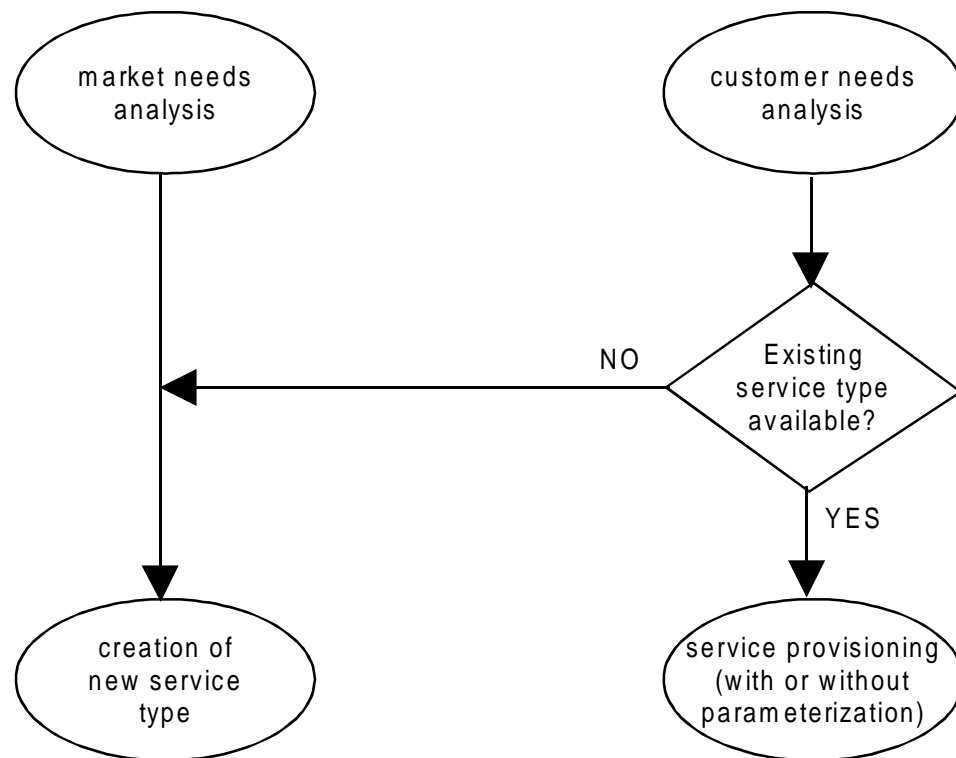 market needs
analysis
customer needs
analysis
NO
Existing
service type
available?
YES
creation of
new service
type
service provisioning
(with or without
parameterization)